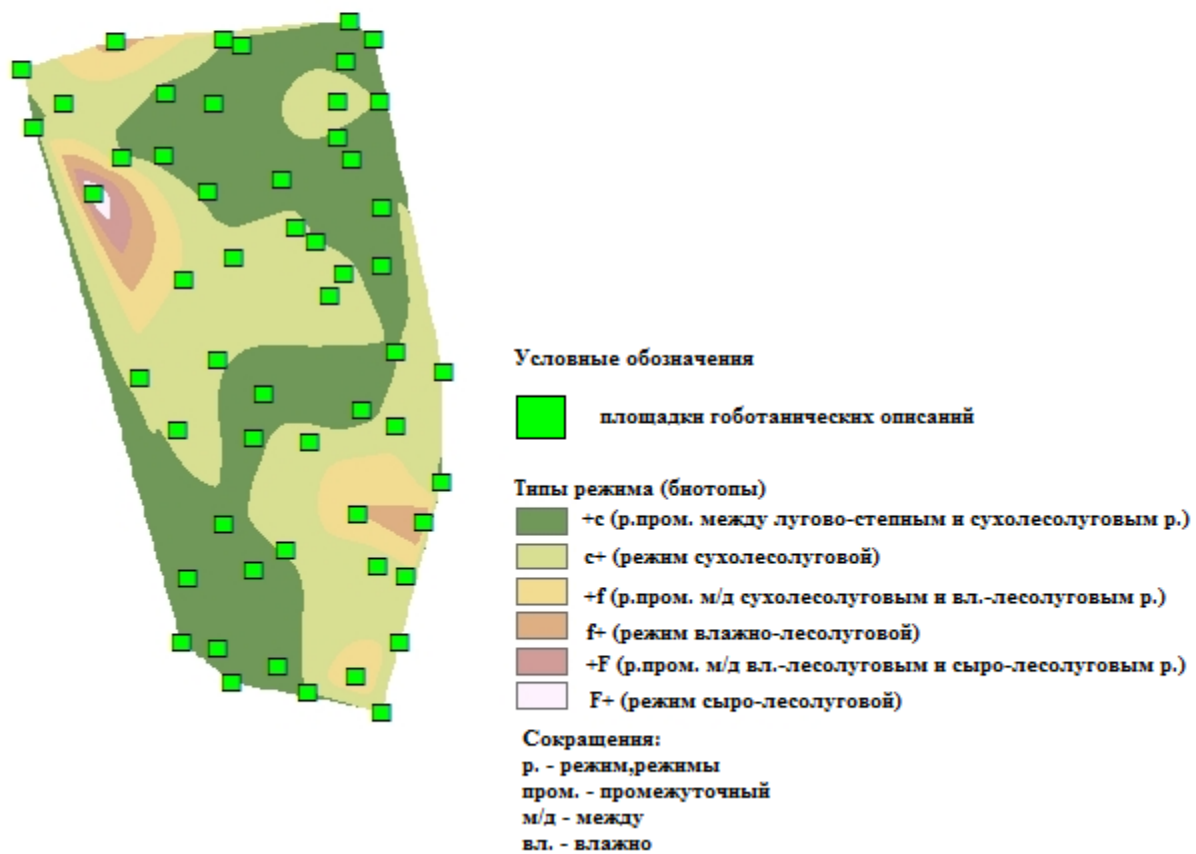 Условные обозначения
площадки гоботанических описаний
Типы режима (биотопы)
+с (р.пром. между лугово-степным и сухолесолуговым р.)
с+ (режим сухолесолуговой)
+f (р.пром. м/д сухолесолуговым и вл.-лесолуговым р.)
f+ (режим влажно-лесолуговой)
+F (р.пром. м/д вл.-лесолуговым и сыро-лесолуговым р.)
F+ (режим сыро-лесолуговой)
Сокращения:
р. - режим,режимы
пром. - промежуточный
м/д - между
вл. - влажно